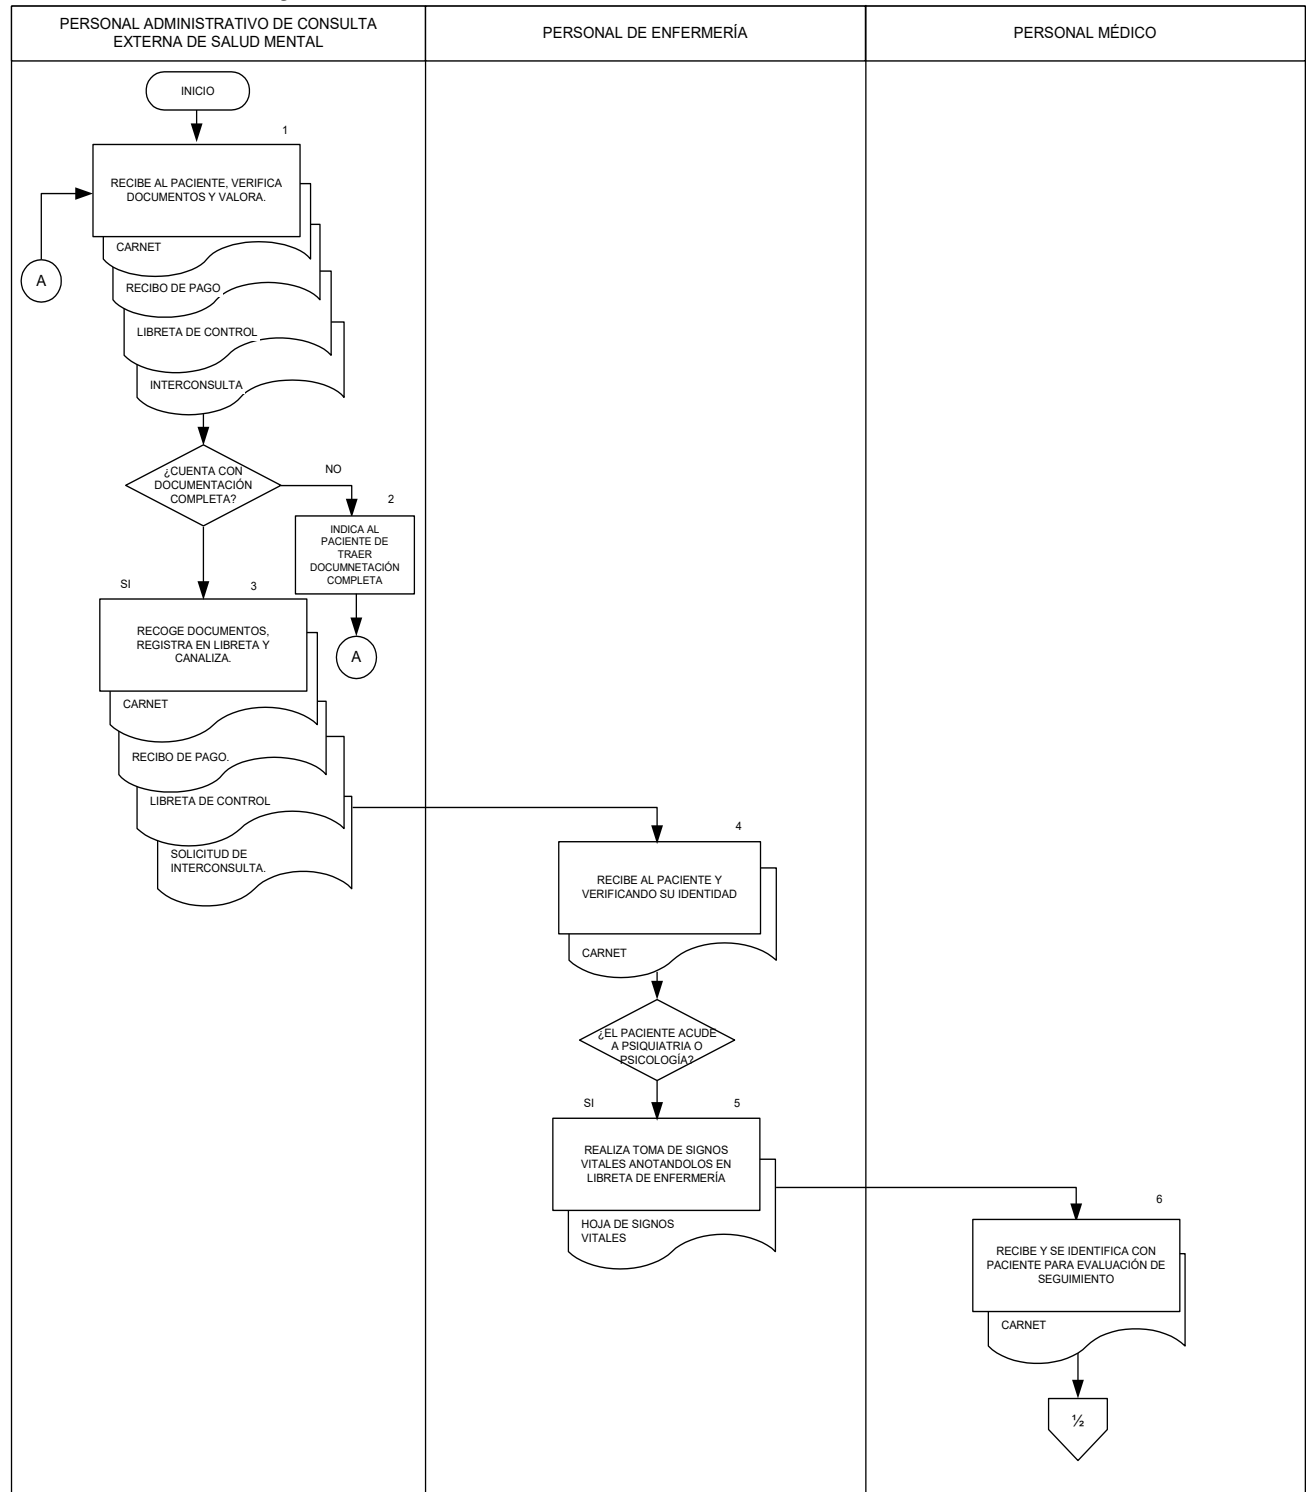 PERSONAL ADMINISTRATIVO DE CONSULTA
EXTERNA DE SALUD MENTAL
PERSONAL DE ENFERMERÍA
PERSONAL MÉDICO
INICIO
1
RECIBE AL PACIENTE, VERIFICA
DOCUMENTOS Y VALORA.
CARNET
A
RECIBO DE PAGO
LIBRETA DE CONTROL
INTERCONSULTA
¿CUENTA CON
DOCUMENTACIÓN
COMPLETA?
NO
2
INDICA AL
PACIENTE DE
TRAER
DOCUMNETACIÓN
COMPLETA
A
SI
3
RECOGE DOCUMENTOS,
REGISTRA EN LIBRETA Y
CANALIZA.
CARNET
RECIBO DE PAGO.
LIBRETA DE CONTROL
SOLICITUD DE
INTERCONSULTA.
4
RECIBE AL PACIENTE Y
VERIFICANDO SU IDENTIDAD
CARNET
¿EL PACIENTE ACUDE
A PSIQUIATRIA O
PSICOLOGÍA?
SI
5
REALIZA TOMA DE SIGNOS
VITALES ANOTANDOLOS EN
LIBRETA DE ENFERMERÍA
HOJA DE SIGNOS
VITALES
6
RECIBE Y SE IDENTIFICA CON
PACIENTE PARA EVALUACIÓN DE
SEGUIMIENTO
CARNET
½